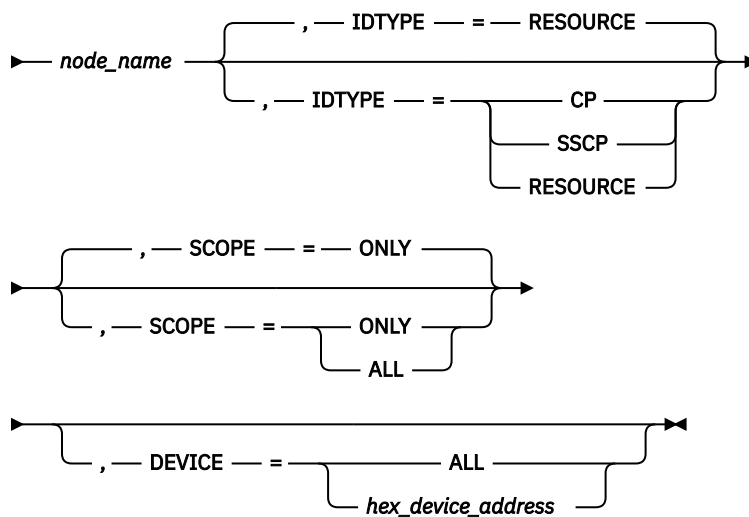 , IDTYPE = RESOURCE
node_name
, IDTYPE = CP
SSCP
RESOURCE
, SCOPE = ONLY
, SCOPE = ONLY
ALL
, DEVICE = ALL
hex_device_address